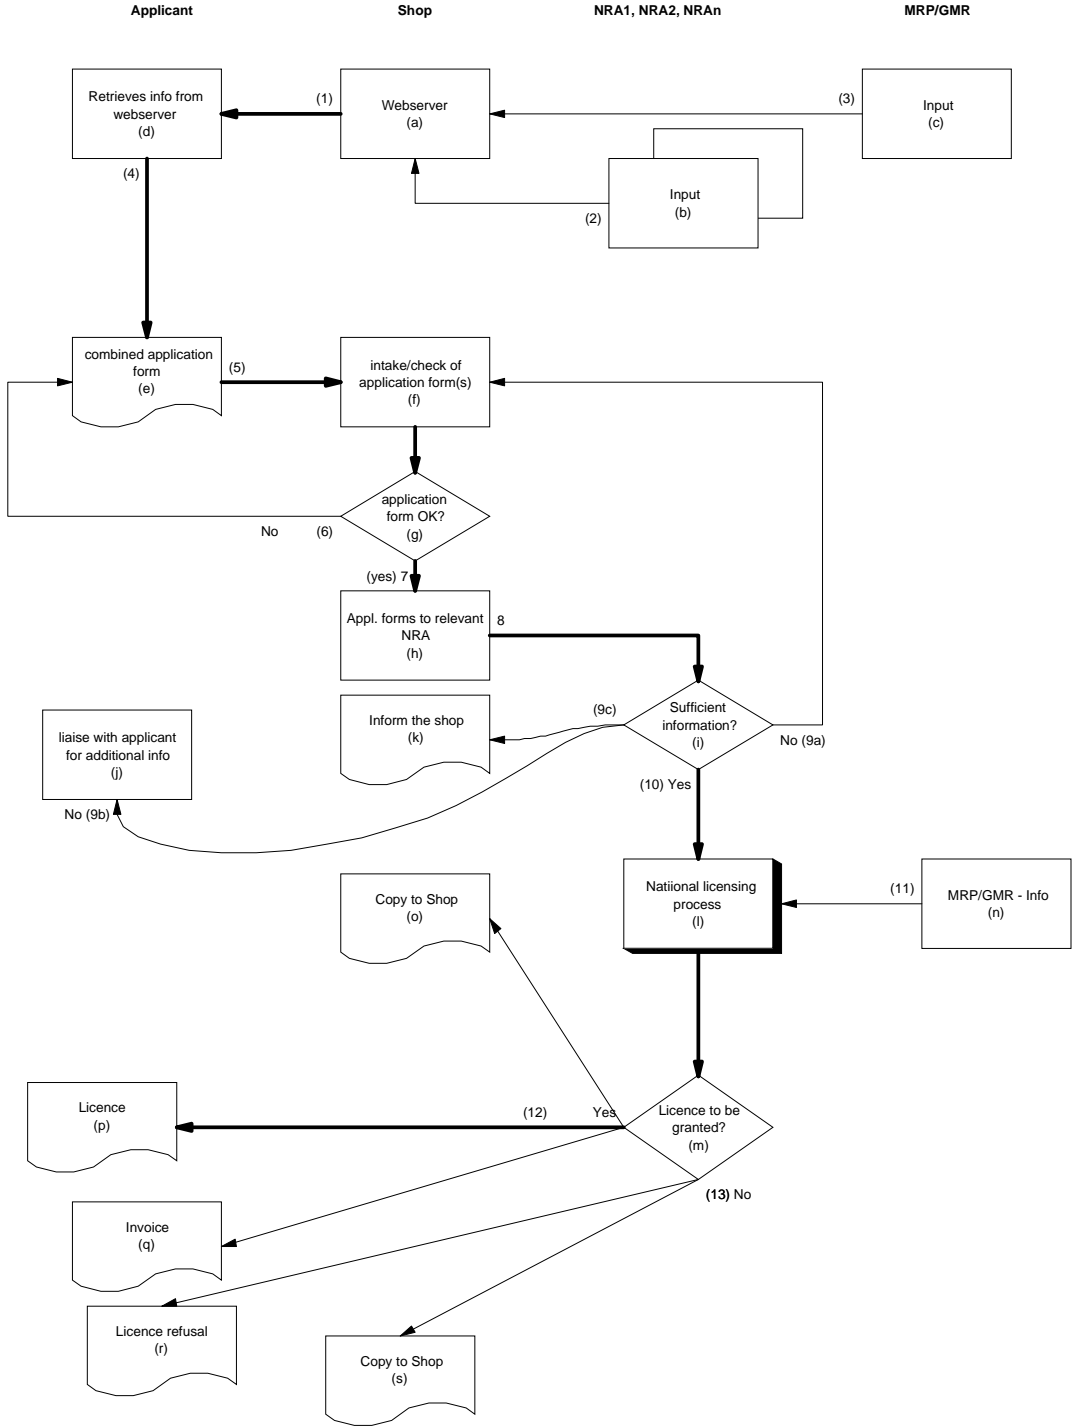 Applicant
Shop
NRA1, NRA2, NRAn
MRP/GMR
Retrieves info from
webserver
(d)
(1)
Webserver
(a)
(3)
Input
(c)
(4)
(2)
Input
(b)
combined application
form
(e)
(5)
intake/check of
application form(s)
(f)
application
form OK?
(g)
No
(6)
(yes) 7
Appl. forms to relevant
NRA
(h)
8
Sufficient
information?
(i)
No (9a)
(9c)
Inform the shop
(k)
liaise with applicant
for additional info
(j)
No (9b)
(10) Yes
Natiional licensing
process
(l)
(11)
MRP/GMR - Info
(n)
Copy to Shop
(o)
Licence to be
granted?
(m)
Yes
(12)
Licence
(p)
(13) No
Invoice
(q)
Licence refusal
(r)
Copy to Shop
(s)